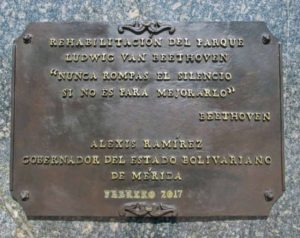 REHABILITACIÓN DEL PARQUE
LUDWIG VAN BEETHOVEN
"NUNCA ROMPAS EL SILENCIO
SI NO ES PARA MEJORARLO"
BEETHOVEN
ALEXIS RAMÍREZ
GOBERNADOR DEL ESTADO BOLIVARIANO
DE MÉRIDA
FEBRERO 2017